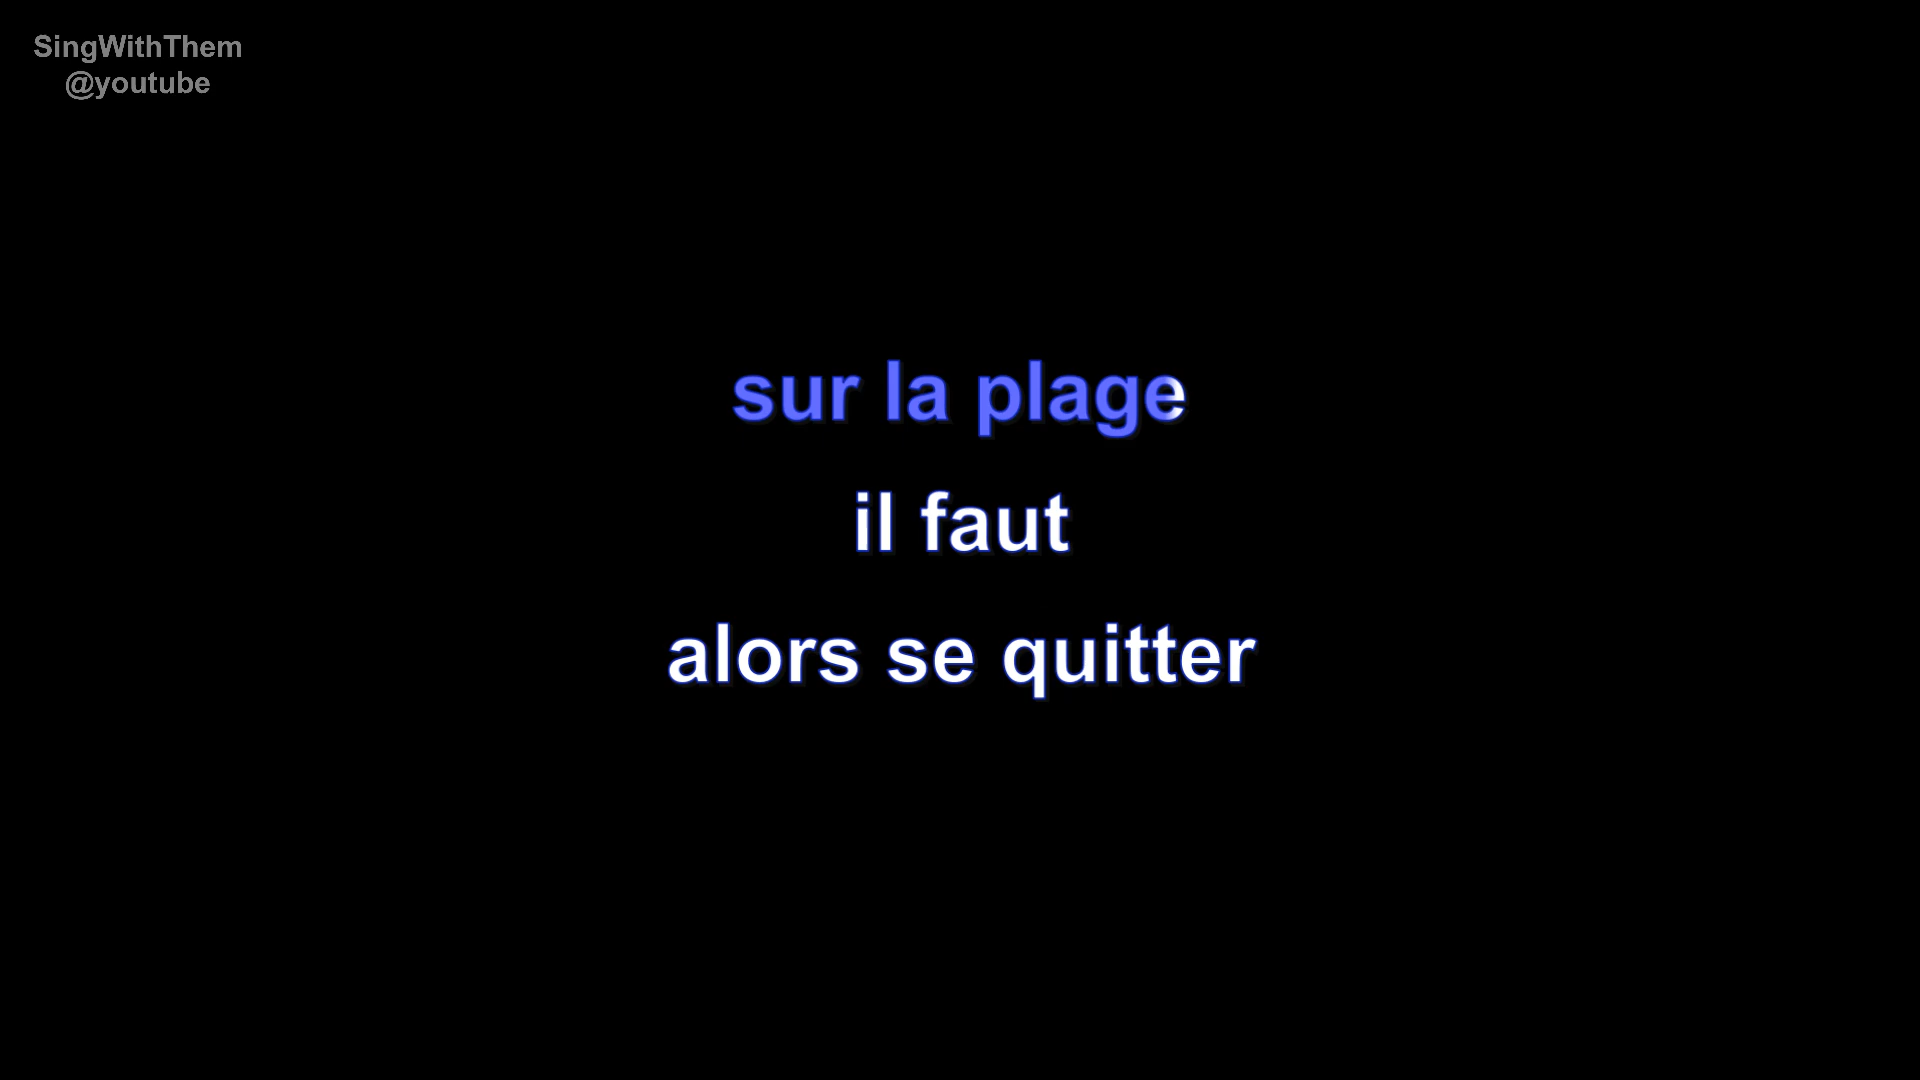 SingWithThem
@youtube
sur la plage
il faut
alors se quitter